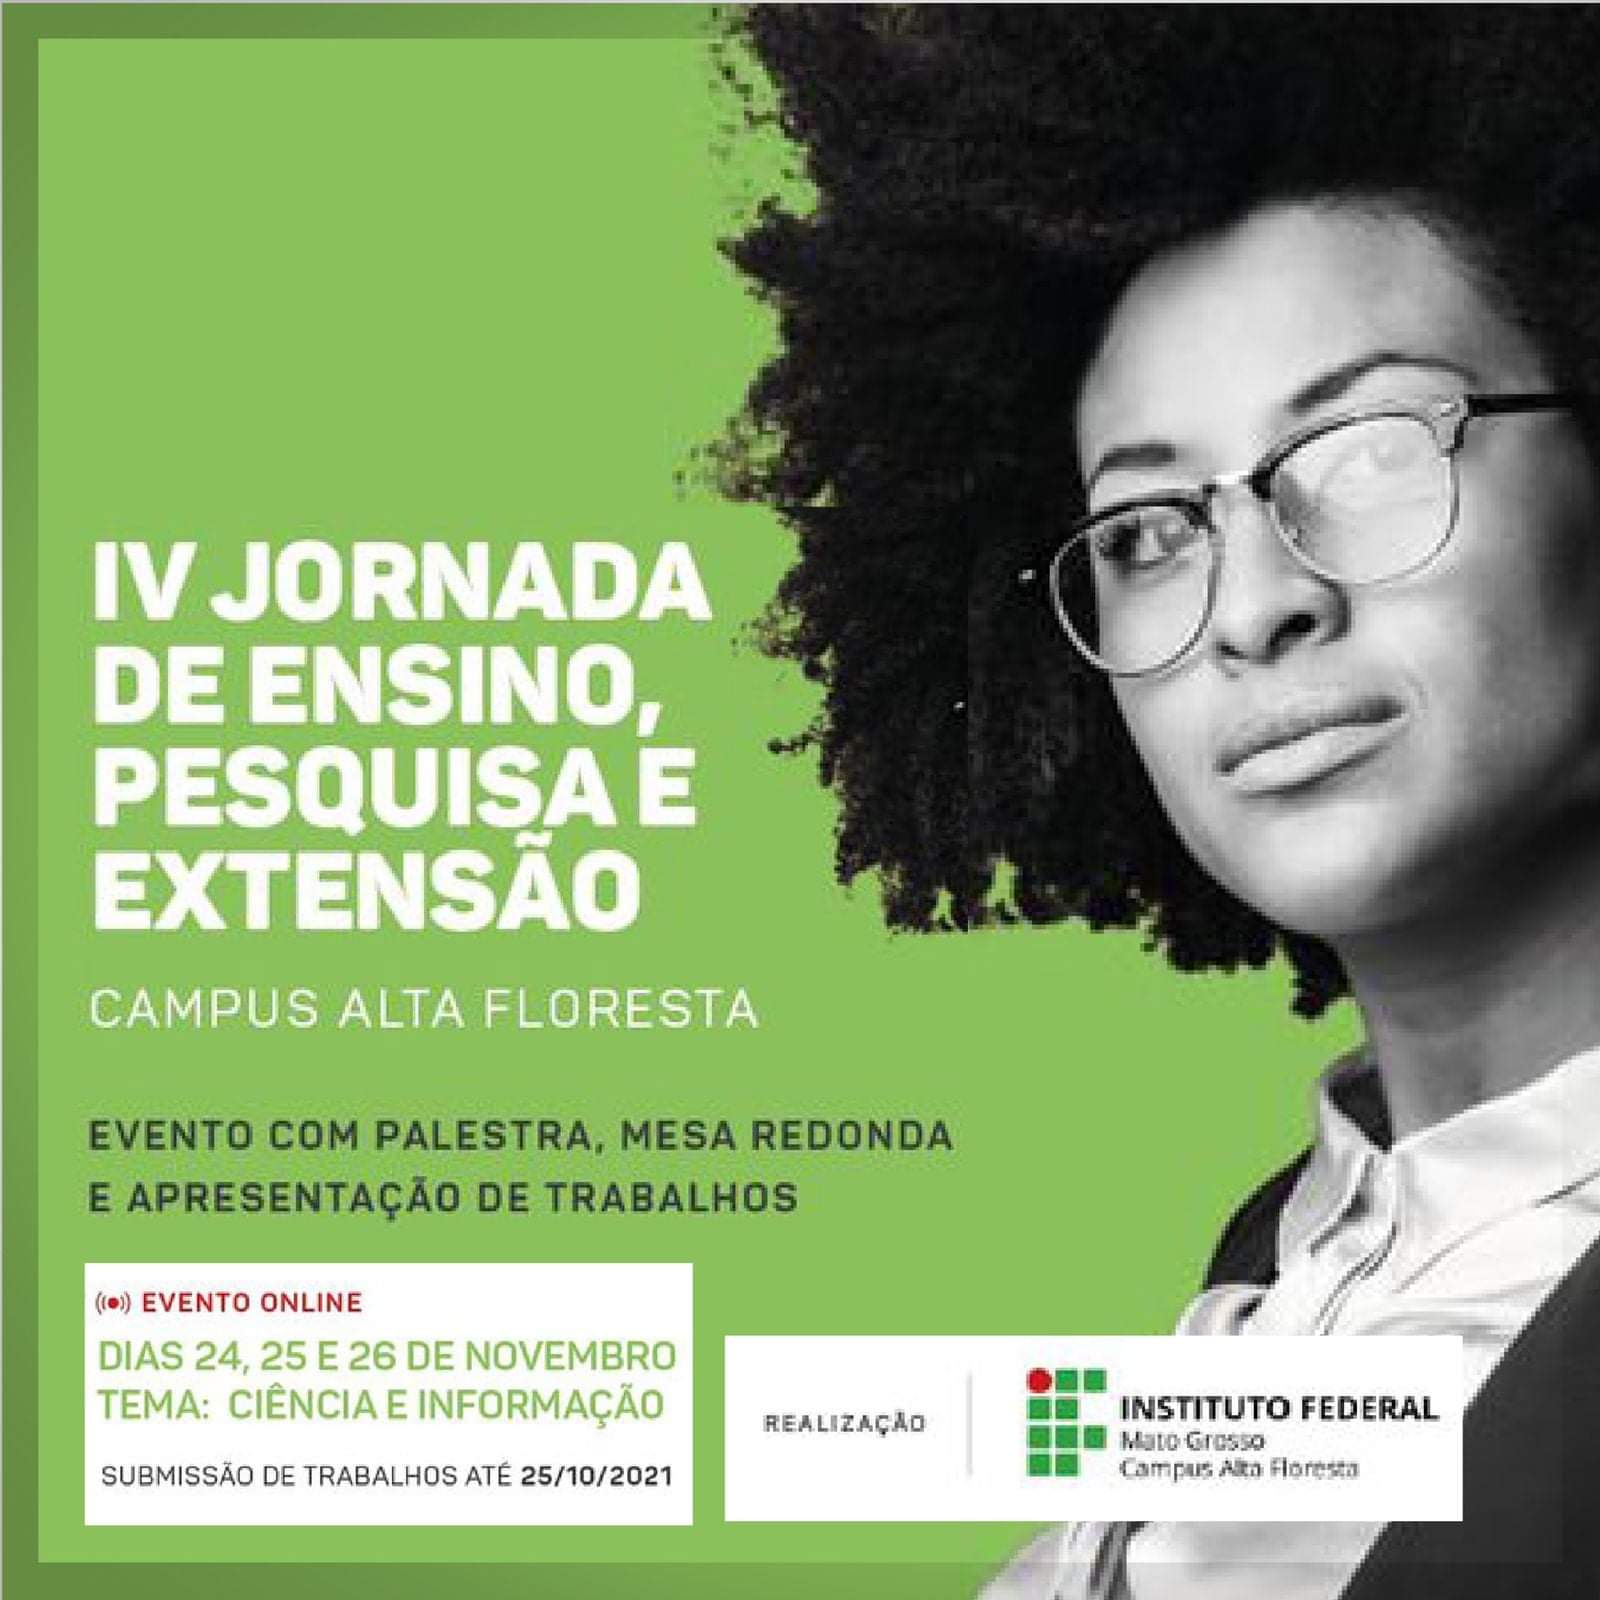 IV JORNADA
DE ENSINO,
PESQUISA E
EXTENSÃO
CAMPUS ALTA FLORESTA
EVENTO COM PALESTRA, MESA REDONDA
E APRESENTAÇÃO DE TRABALHOS
EVENTO ONLINE
DIAS 24, 25 E 26 DE NOVEMBRO
TEMA: CIÊNCIA E INFORMAÇÃO
SUBMISSÃO DE TRABALHOS ATÉ 25/10/2021
REALIZAÇÃO
INSTITUTO FEDERAL
Mato Grosso
Campus Alta Floresta